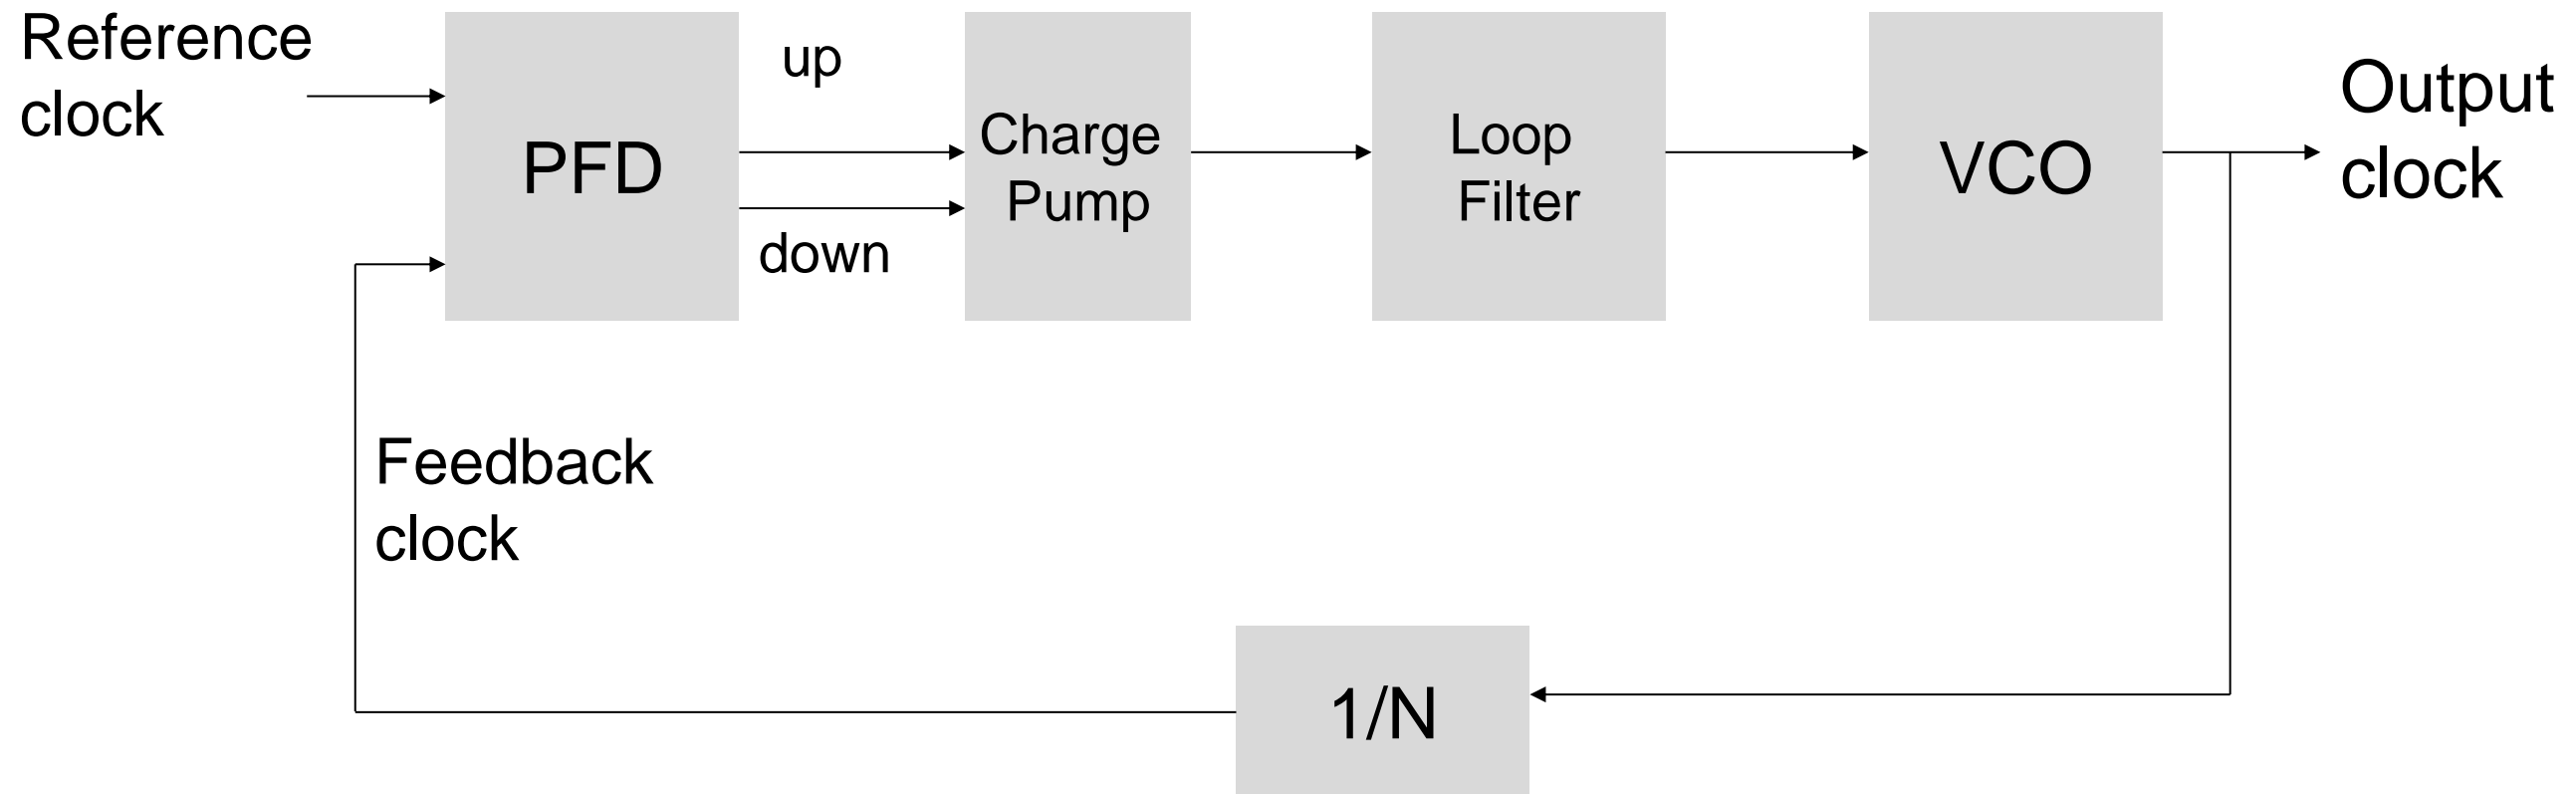 Reference
clock
PFD
up
down
Charge
Pump
Loop
Filter
VCO
Output
clock
Feedback
clock
1/N